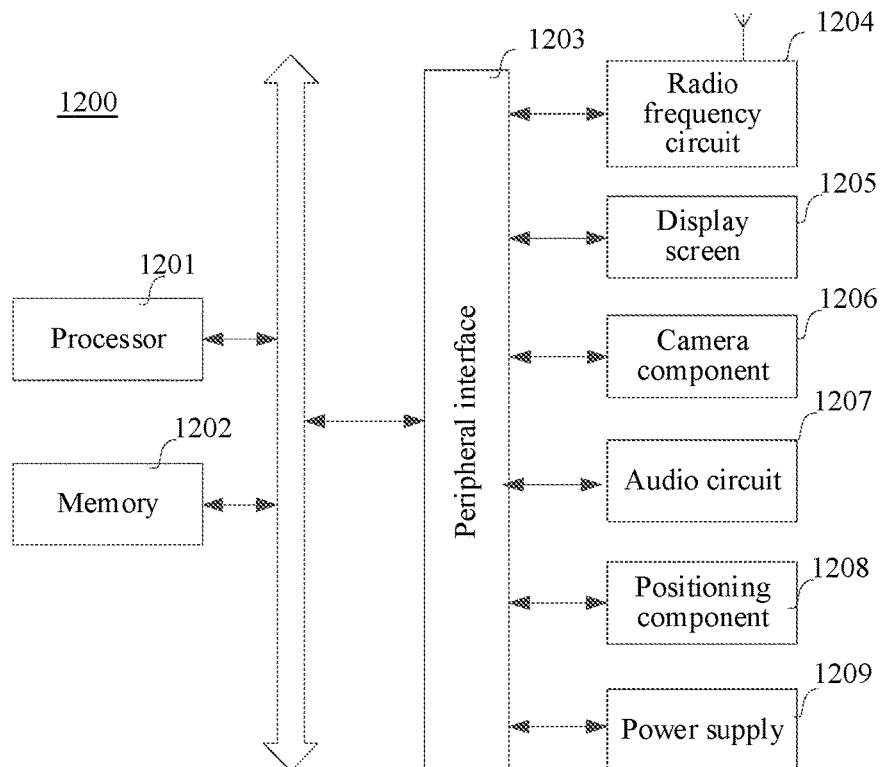 1200
1201
Processor
1202
Memory
1203
Peripheral interface
1204
Radio
frequency
circuit
1205
Display
screen
1206
Camera
component
1207
Audio circuit
1208
Positioning
component
1209
Power supply